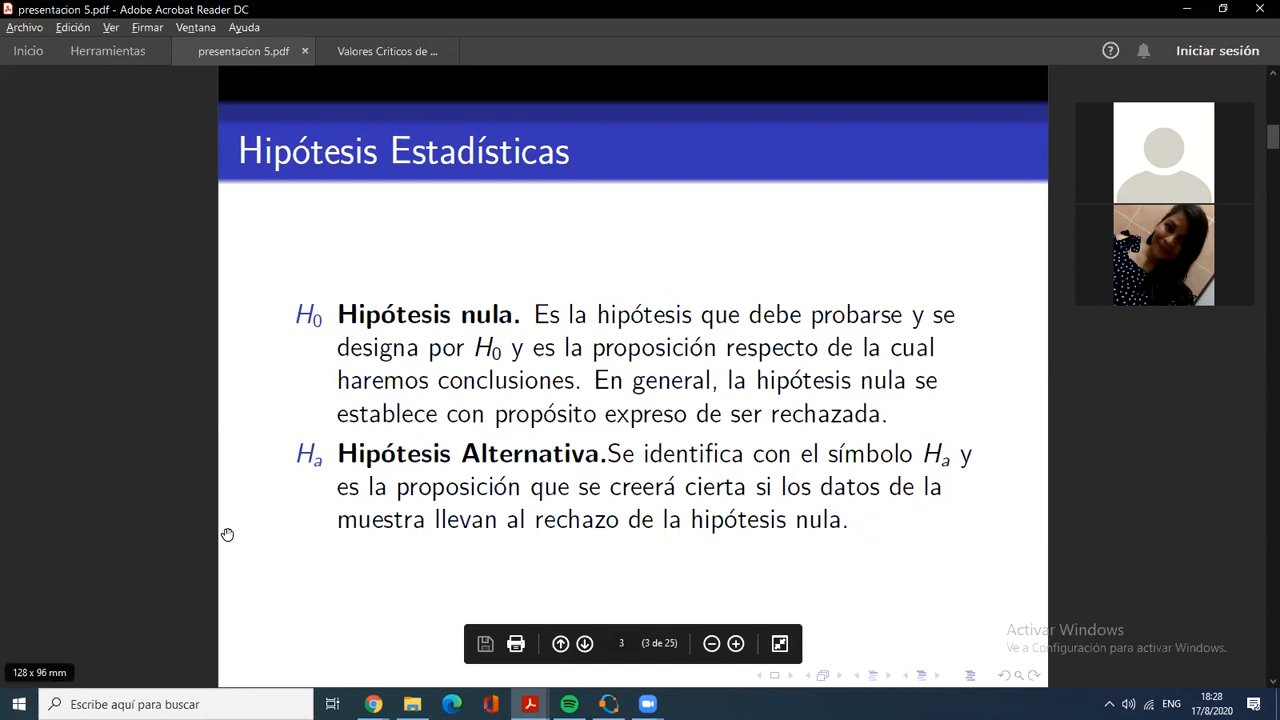 presentacion 5.pdf - Adobe Acrobat Reader DC
Archivo Edición Ver Firmar Ventana Ayuda
Inicio Herramientas presentacion 5.pdf × Valores Criticos de ... Iniciar sesión
Hipótesis Estadísticas
H0 Hipótesis nula. Es la hipótesis que debe probarse y se
designa por H0 y es la proposición respecto de la cual
haremos conclusiones. En general, la hipótesis nula se
establece con propósito expreso de ser rechazada.
Ha Hipótesis Alternativa.Se identifica con el símbolo Ha y
es la proposición que se creerá cierta si los datos de la
muestra llevan al rechazo de la hipótesis nula.
3 (3 de 25)
Activar Windows
Ve a Configuración para activar Windows.
128 x 96 mm
Escribe aquí para buscar
ENG
18:28
17/8/2020